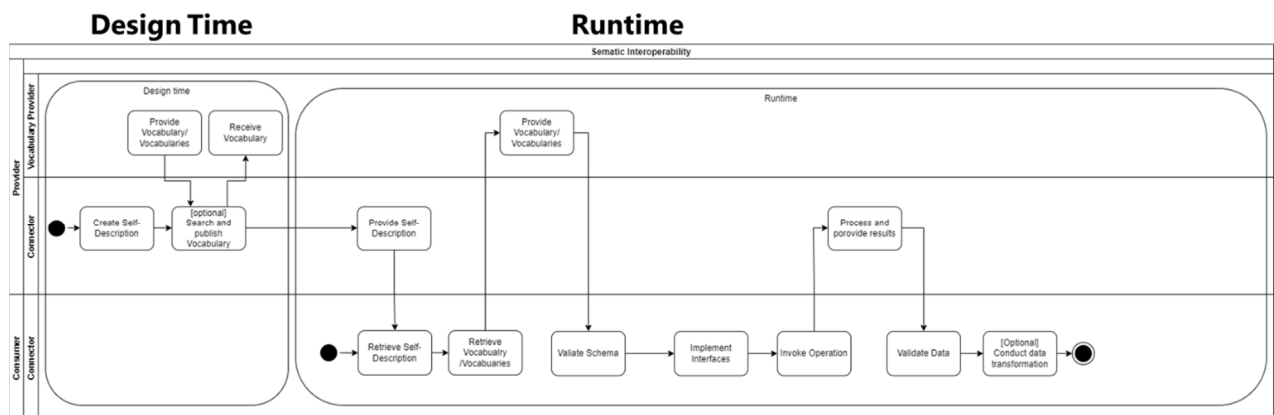 Design Time
Runtime
Sematic Interoperability
Provider
Vocabulary Provider
Design time
Provide
Vocabulary/
Vocabularies
Receive
Vocabulary
Runtime
Provide
Vocabulary/
Vocabularies
Connector
Create Self-
Description
[optional]
Search and
publish
Vocabulary
Provide Self-
Description
Process and
porovide results
Consumer
Connector
Retrieve Self-
Description
Retrieve
Vocabualry
/Vocabuaries
Valiate Schema
Implement
Interfaces
Invoke Operation
Validate Data
[Optional]
Conduct data
transformation